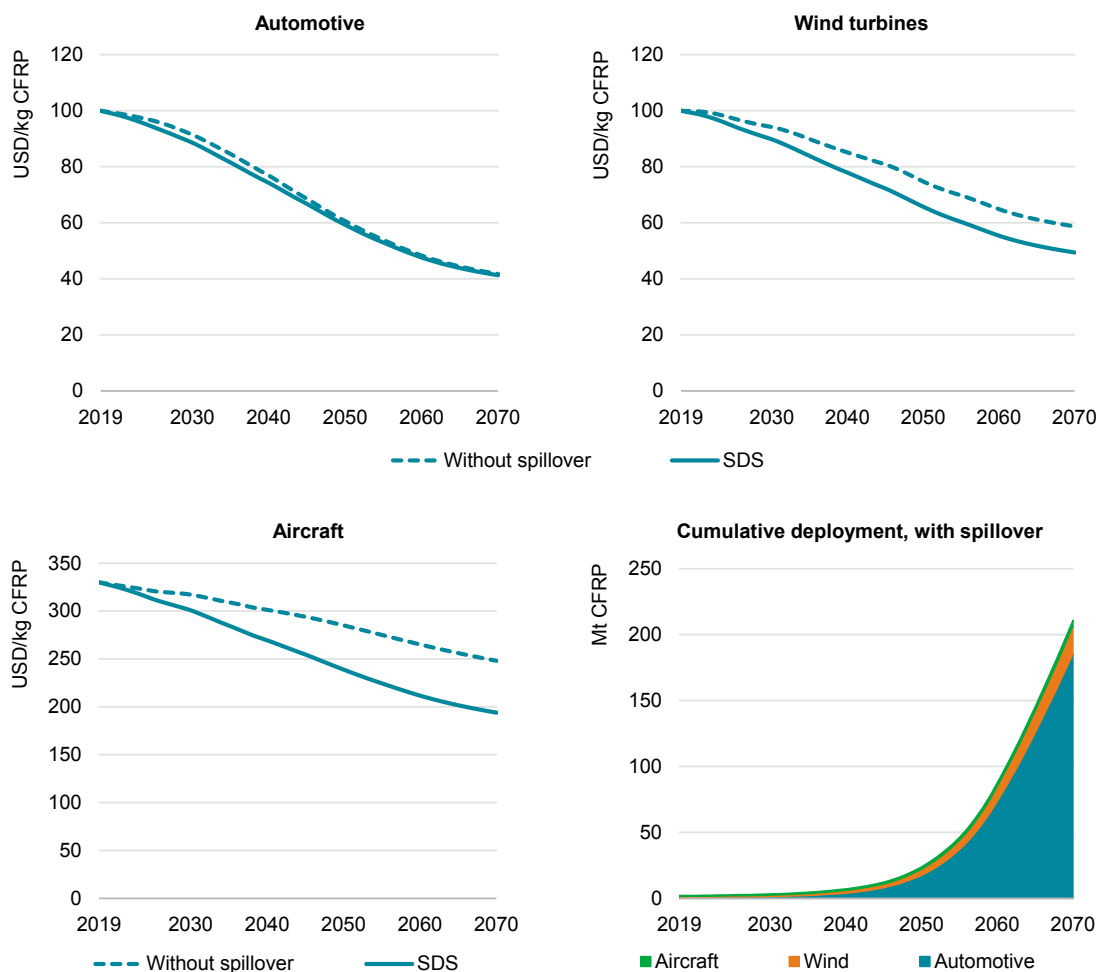 Automotive
USD/kg CFRP
120
100
80
60
40
20
0
2019 2030 2040 2050 2060 2070
Wind turbines
USD/kg CFRP
120
100
80
60
40
20
0
2019 2030 2040 2050 2060 2070
Without spillover SDS
Aircraft
USD/kg CFRP
350
300
250
200
150
100
50
0
2019 2030 2040 2050 2060 2070
Without spillover SDS
Cumulative deployment, with spillover
Mt CFRP
250
200
150
100
50
0
2019 2030 2040 2050 2060 2070
Aircraft Wind Automotive